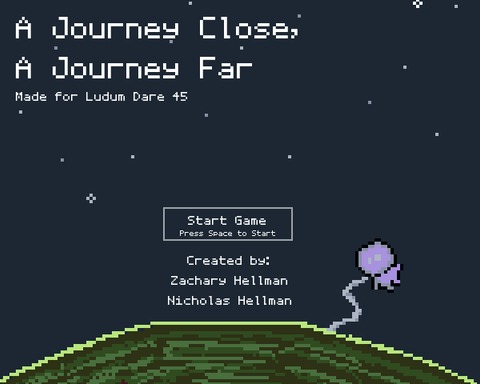 A Journey Close,
A Journey Far
Made for Ludum Dare 45
Start Game
Press Space to Start
Created by:
Zachary Hellman
Nicholas Hellman